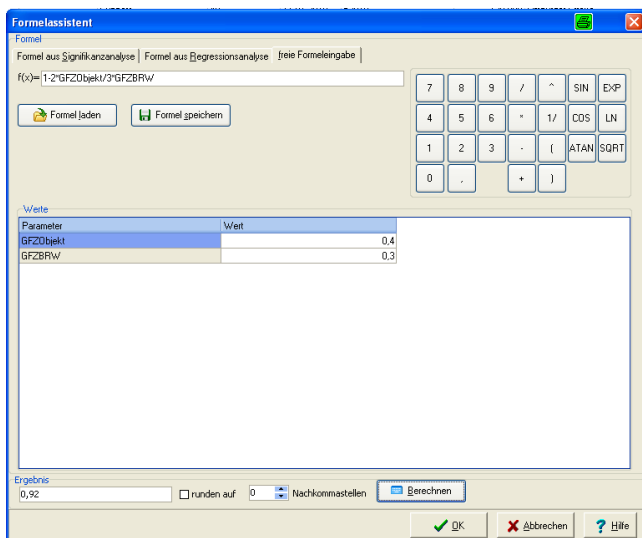 Formelassistent
Formel
Formel aus Signifikanzanalyse Formel aus Regressionsanalyse freie Formeleingabe
f(x)= 1-2*GFZObjekt/3*GFZBRW
Formel laden Formel speichern
7 8 9 / ^ SIN EXP
4 5 6 * 1/ COS LN
1 2 3 - ( ATAN SQRT
0 , + )
Werte
Parameter Wert
GFZObjekt 0,4
GFZBRW 0,3
Ergebnis
0,92 runden auf 0 Nachkommastellen Berechnen
OK Abbrechen ? Hilfe